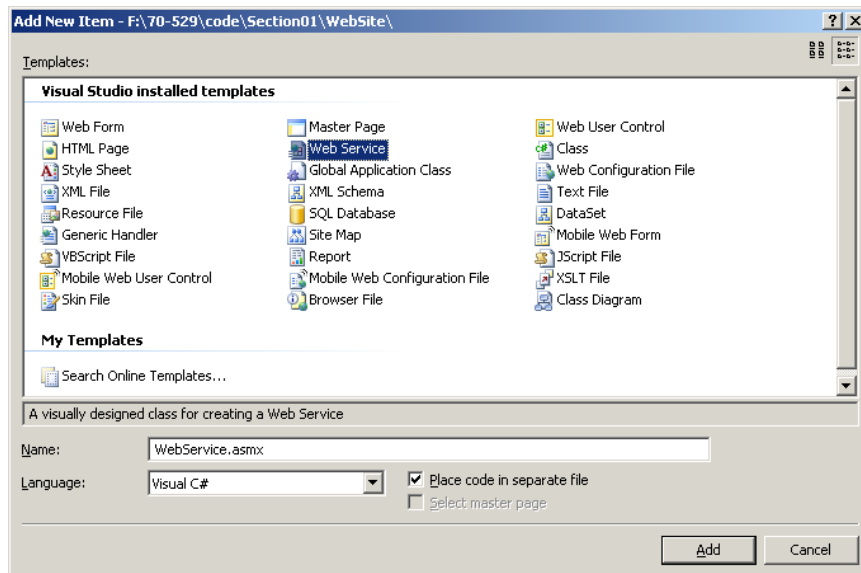 Add New Item - F:\70-529\code\Section01\WebSite\
Templates:
Visual Studio installed templates
Web Form
Master Page
Web User Control
HTML Page
Web Service
Class
Style Sheet
Global Application Class
Web Configuration File
XML File
XML Schema
Text File
Resource File
SQL Database
DataSet
Generic Handler
Site Map
Mobile Web Form
VBScript File
Report
JScript File
Mobile Web User Control
Mobile Web Configuration File
XSLT File
Skin File
Browser File
Class Diagram
My Templates
Search Online Templates...
A visually designed class for creating a Web Service
Name:
WebService.asmx
Language:
Visual C#
Place code in separate file
Select master page
Add
Cancel